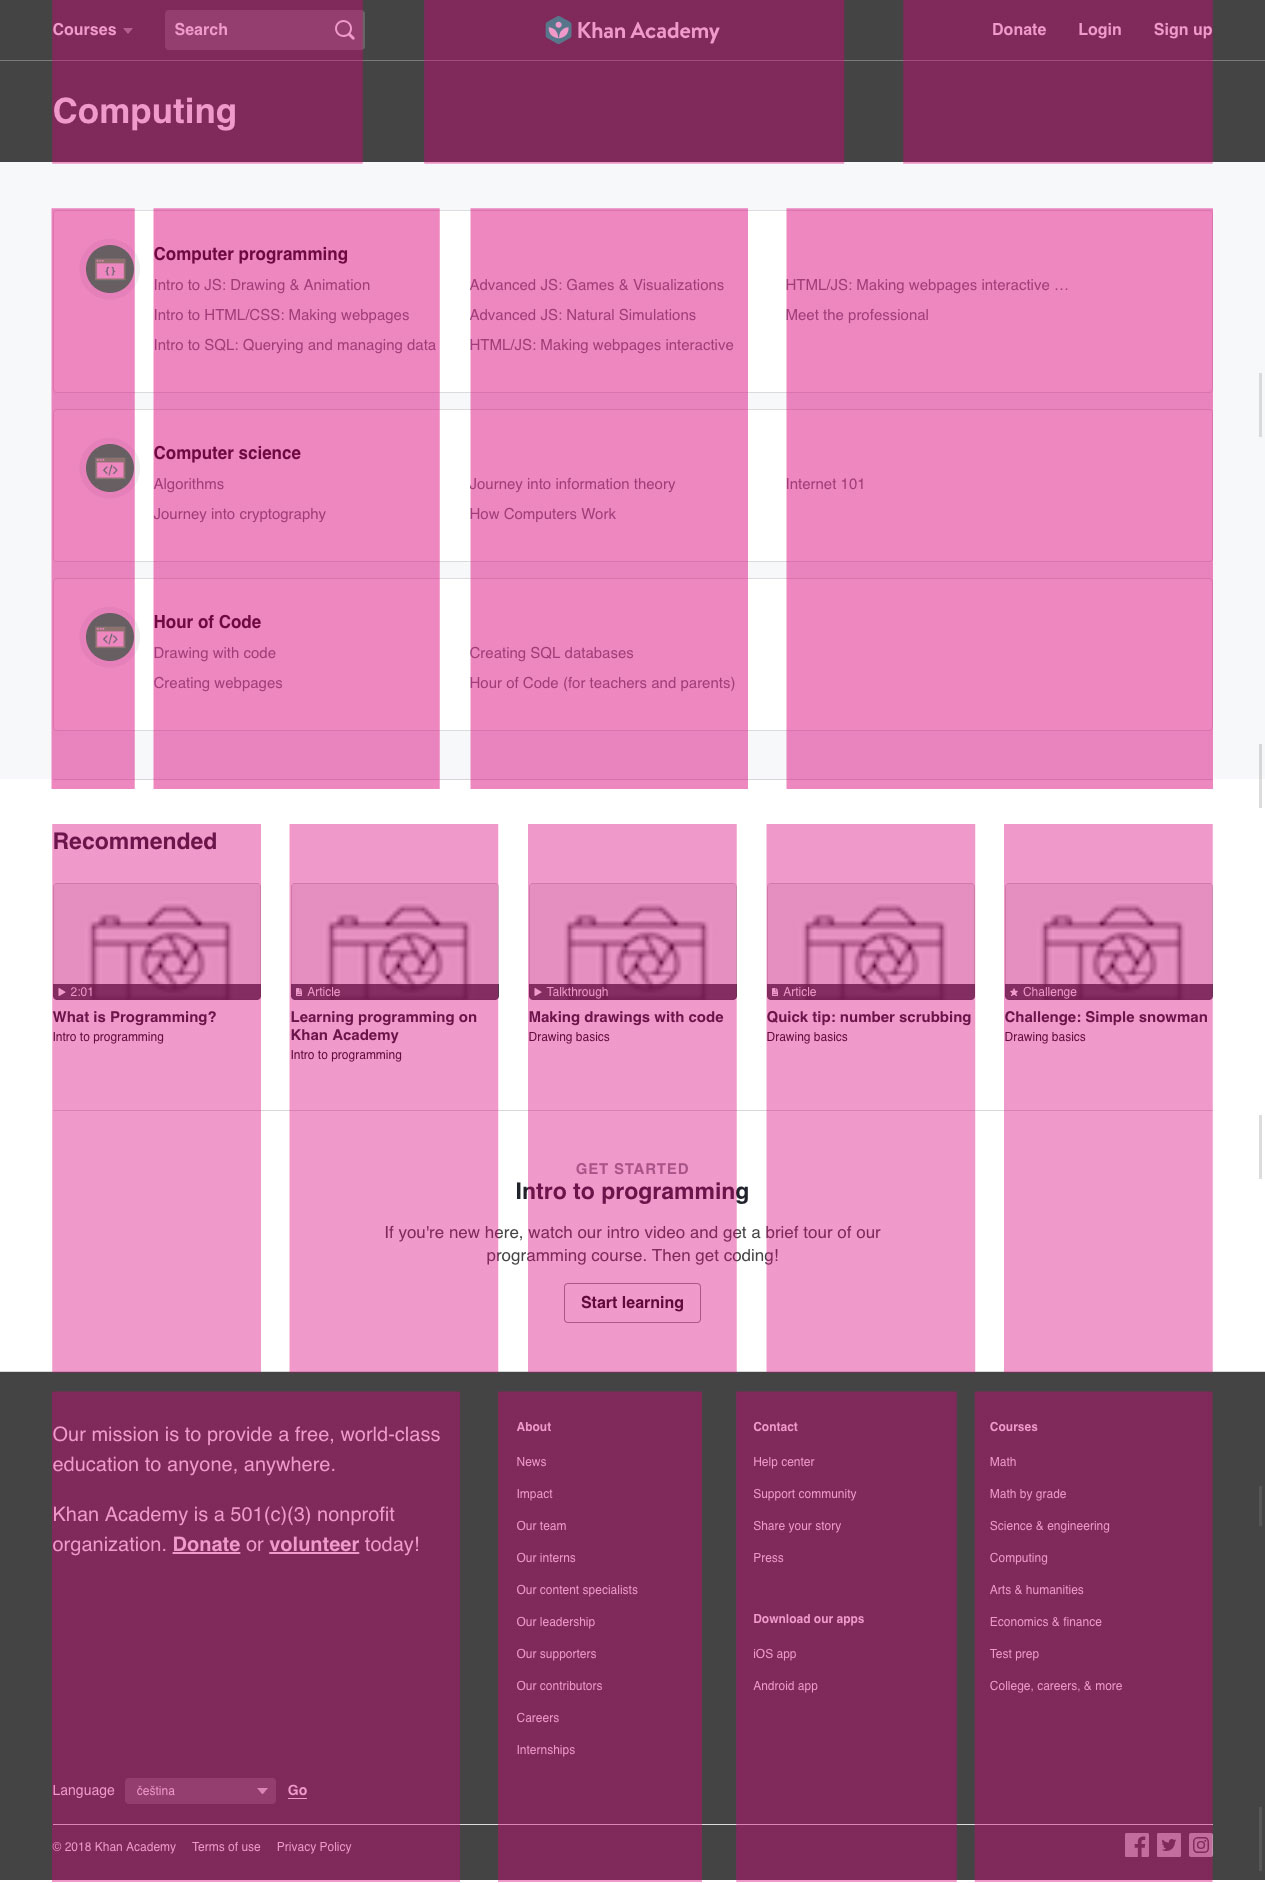 Courses Search Khan Academy Donate Login Sign up
Computing
Computer programming
Intro to JS: Drawing & Animation Advanced JS: Games & Visualizations HTML/JS: Making webpages interactive …
Intro to HTML/CSS: Making webpages Advanced JS: Natural Simulations Meet the professional
Intro to SQL: Querying and managing data HTML/JS: Making webpages interactive
Computer science
Algorithms Journey into information theory Internet 101
Journey into cryptography How Computers Work
Hour of Code
Drawing with code Creating SQL databases
Creating webpages Hour of Code (for teachers and parents)
Recommended
2:01
What is Programming?
Intro to programming
Article
Learning programming on
Khan Academy
Intro to programming
Talkthrough
Making drawings with code
Drawing basics
Article
Quick tip: number scrubbing
Drawing basics
Challenge
Challenge: Simple snowman
Drawing basics
GET STARTED
Intro to programming
If you're new here, watch our intro video and get a brief tour of our
programming course. Then get coding!
Start learning
Our mission is to provide a free, world-class
education to anyone, anywhere.
Khan Academy is a 501(c)(3) nonprofit
organization. Donate or volunteer today!
About
News
Impact
Our team
Our interns
Our content specialists
Our leadership
Our supporters
Our contributors
Careers
Internships
Contact
Help center
Support community
Share your story
Press
Download our apps
iOS app
Android app
Courses
Math
Math by grade
Science & engineering
Computing
Arts & humanities
Economics & finance
Test prep
College, careers, & more
Language čeština Go
© 2018 Khan Academy Terms of use Privacy Policy